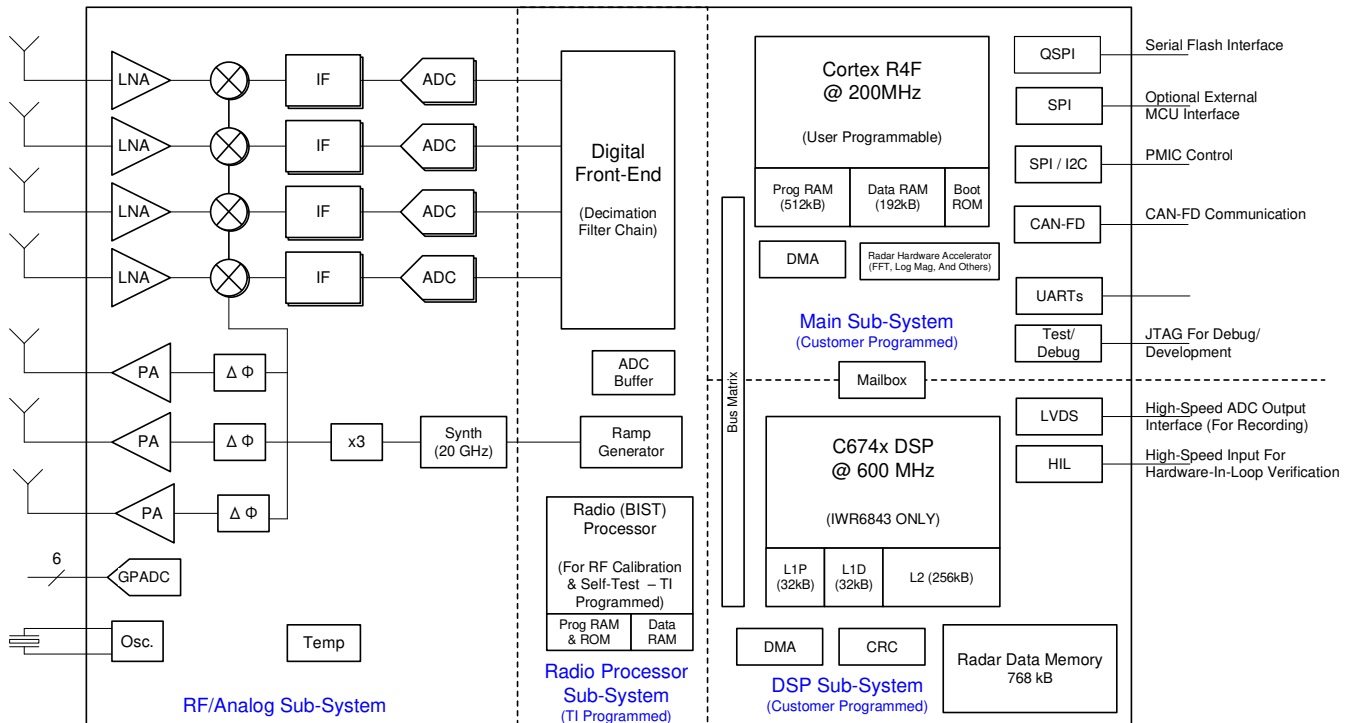 LNA
IF
ADC
LNA
IF
ADC
LNA
IF
ADC
LNA
IF
ADC
PA
Δ Φ
PA
Δ Φ
x3
Synth
(20 GHz)
PA
Δ Φ
6
GPADC
Osc.
Temp
RF/Analog Sub-System
Digital
Front-End
(Decimation
Filter Chain)
ADC
Buffer
Ramp
Generator
Radio (BIST)
Processor
(For RF Calibration
& Self-Test – TI
Programmed)
Prog RAM
& ROM
Data
RAM
Radio Processor
Sub-System
(TI Programmed)
Cortex R4F
@ 200MHz
(User Programmable)
Prog RAM
(512kB)
Data RAM
(192kB)
Boot
ROM
DMA
Radar Hardware Accelerator
(FFT, Log Mag, And Others)
Main Sub-System
(Customer Programmed)
Bus Matrix
Mailbox
C674x DSP
@ 600 MHz
(IWR6843 ONLY)
L1P
(32kB)
L1D
(32kB)
L2 (256kB)
DMA
CRC
DSP Sub-System
(Customer Programmed)
Radar Data Memory
768 kB
QSPI
Serial Flash Interface
SPI
Optional External
MCU Interface
SPI / I2C
PMIC Control
CAN-FD
CAN-FD Communication
UARTs
Test/
Debug
JTAG For Debug/
Development
LVDS
High-Speed ADC Output
Interface (For Recording)
HIL
High-Speed Input For
Hardware-In-Loop Verification